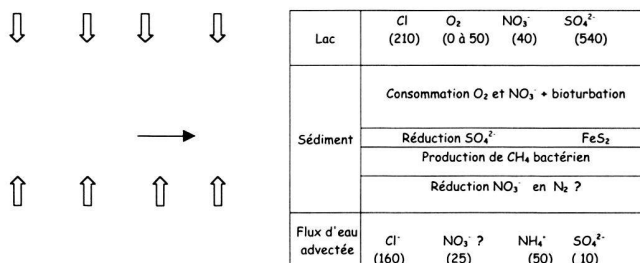 Lac
Cl O₂ NO₃⁻ SO₄²⁻
(210) (0 à 50) (40) (540)
Sédiment
Consommation O₂ et NO₃⁻ + bioturbation
Réduction SO₄²⁻ FeS₂
Production de CH₄ bactérien
Réduction NO₃⁻ en N₂ ?
Flux d'eau
advectée
Cl⁻ NO₃⁻ ? NH₄⁺ SO₄²⁻
(160) (25) (50) (10)